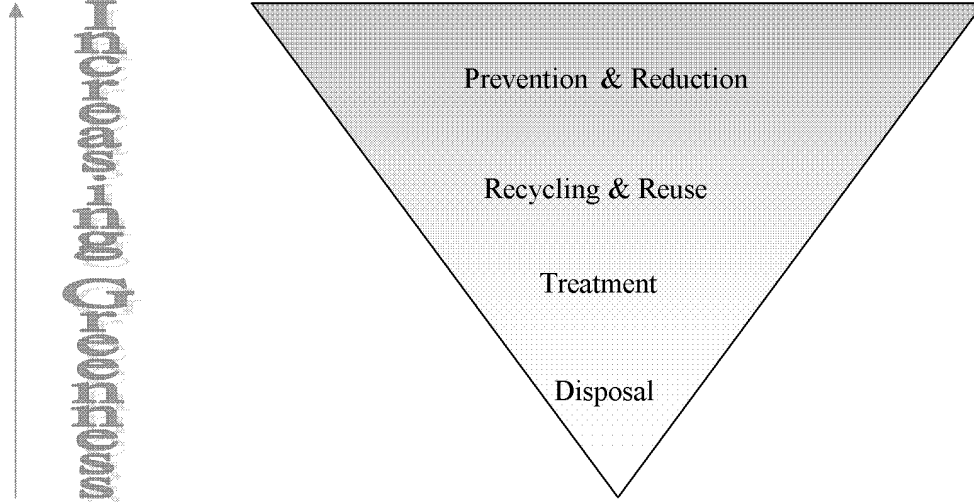 Increasing Greenness
Prevention & Reduction
Recycling & Reuse
Treatment
Disposal